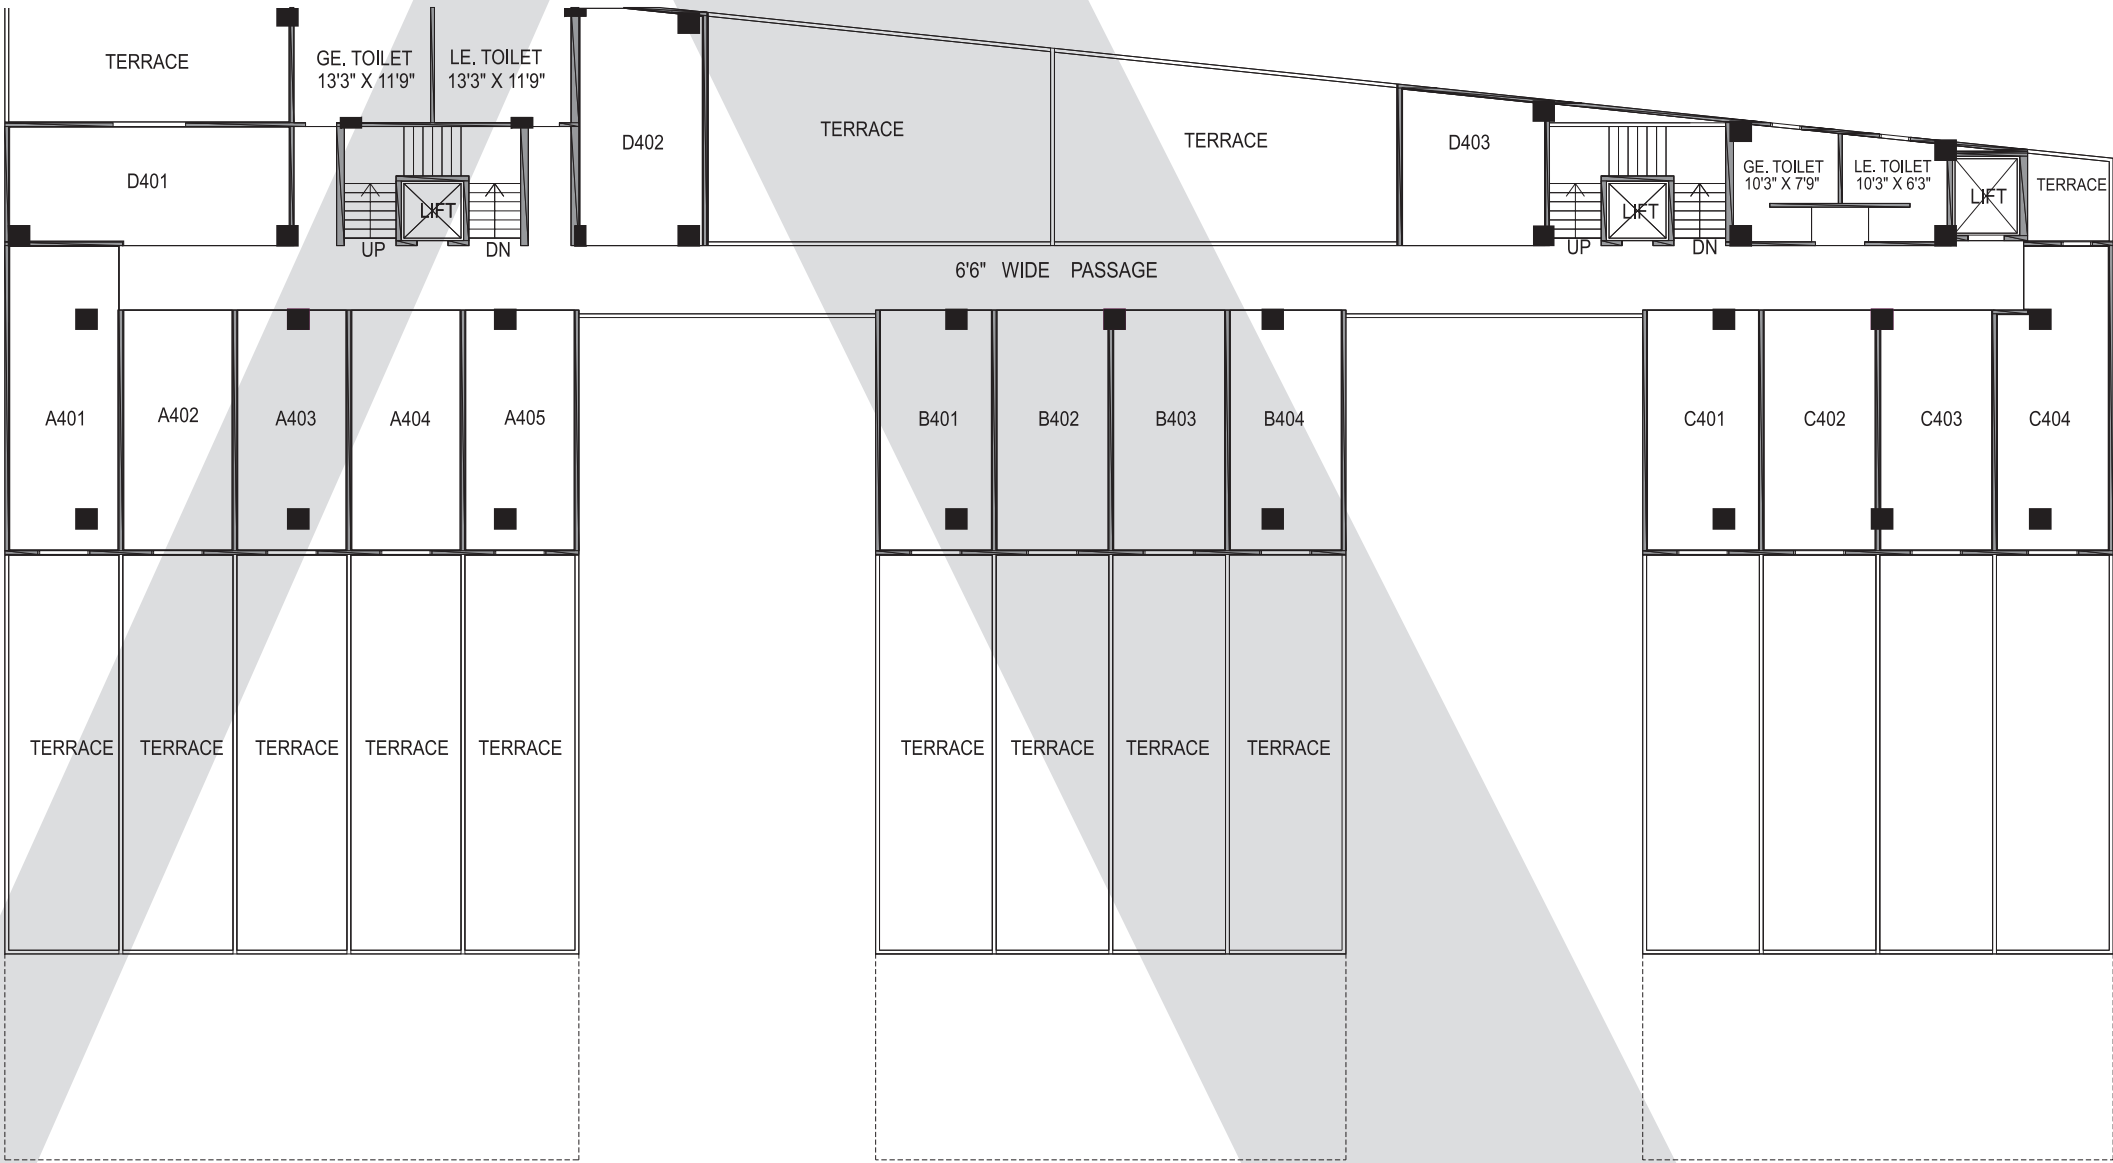 TERRACE
GE. TOILET
13'3" X 11'9"
LE. TOILET
13'3" X 11'9"
D401
LIFT
UP
DN
D402
TERRACE
TERRACE
D403
LIFT
UP
DN
GE. TOILET
10'3" X 7'9"
LE. TOILET
10'3" X 6'3"
LIFT
TERRACE
6'6" WIDE PASSAGE
A401
A402
A403
A404
A405
B401
B402
B403
B404
C401
C402
C403
C404
TERRACE
TERRACE
TERRACE
TERRACE
TERRACE
TERRACE
TERRACE
TERRACE
TERRACE